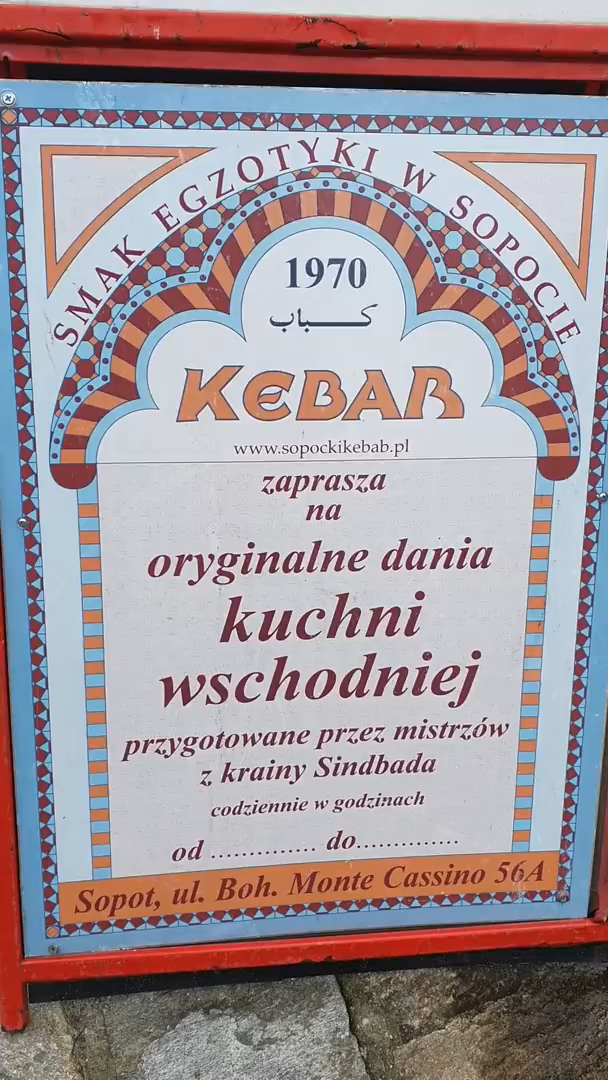 SMAK EGZOTYKI W SOPOCIE
1970
كباب
KEBAB
www.sopockikebab.pl
zaprasza
na
oryginalne dania
kuchni
wschodniej
przygotowane przez mistrzów
z krainy Sindbada
codziennie w godzinach
od .............. do..............
Sopot, ul. Boh. Monte Cassino 56A